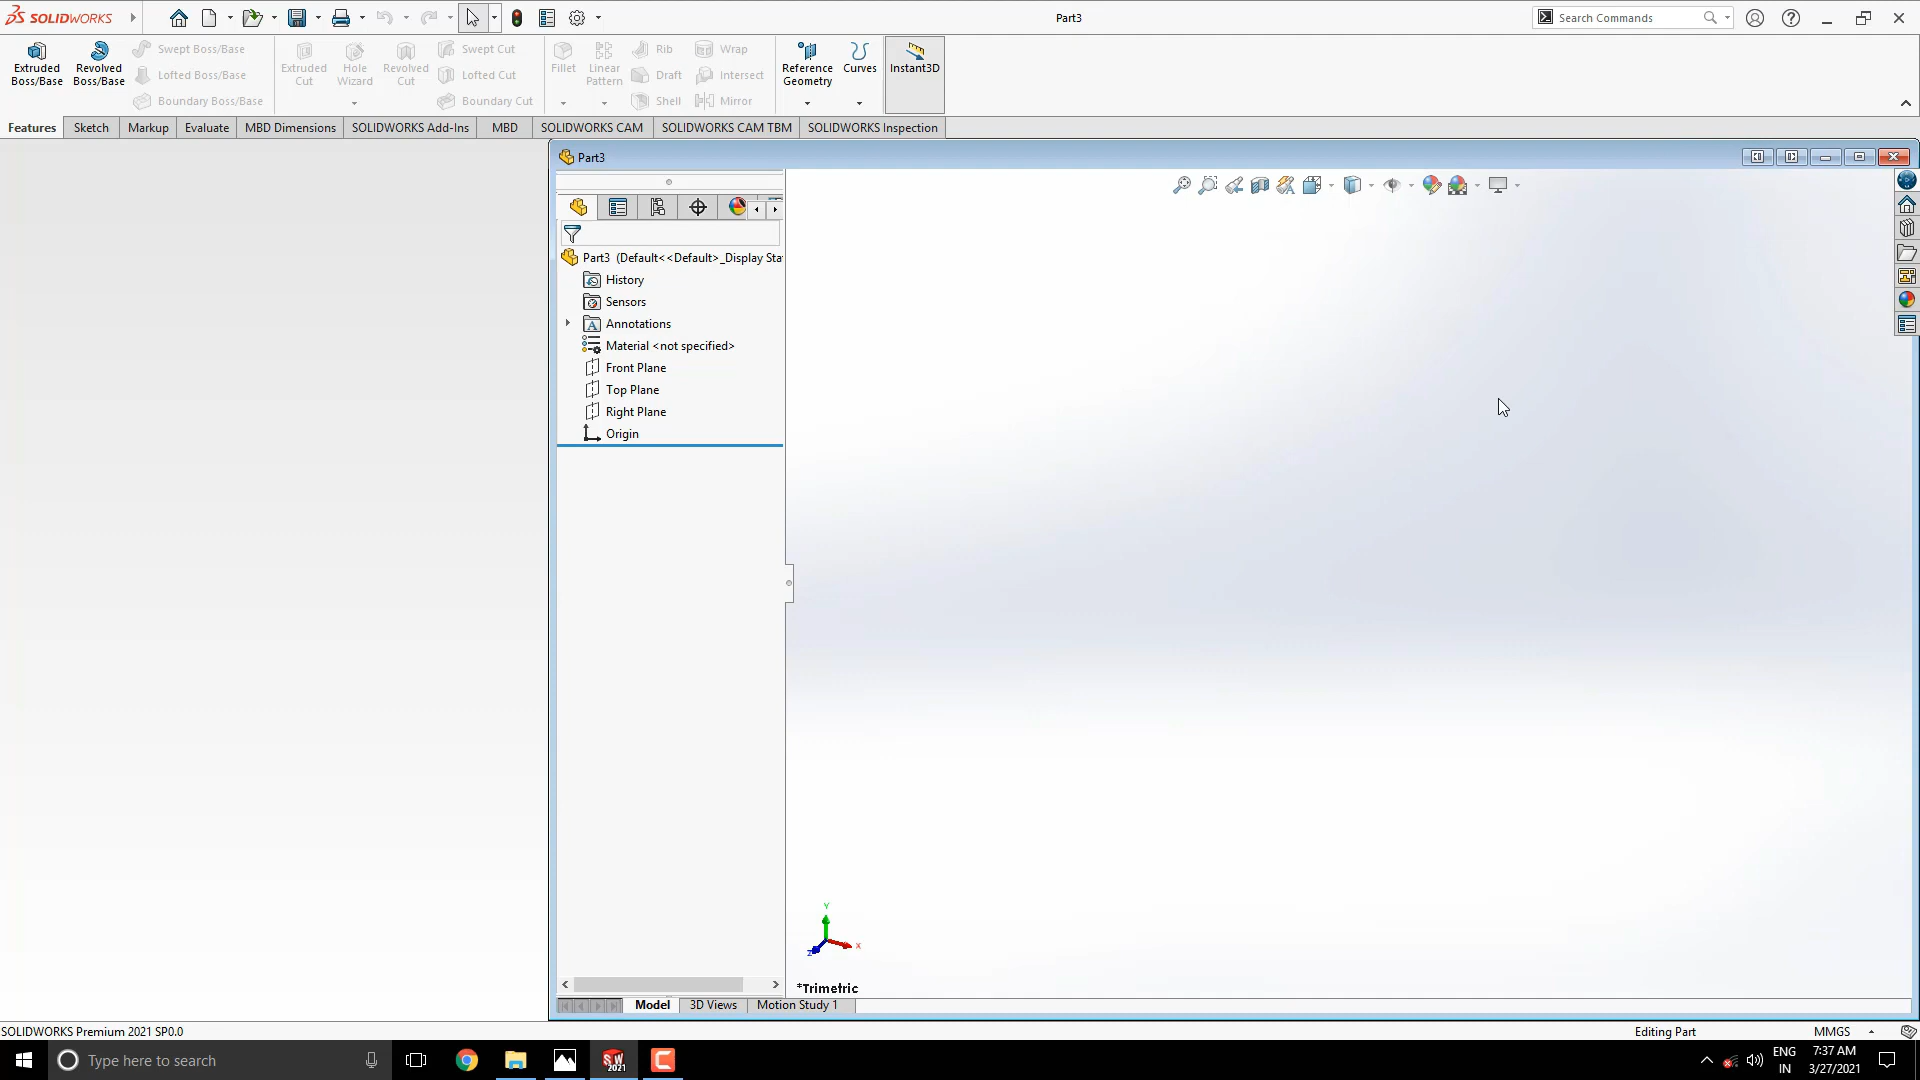 SOLIDWORKS
Part3
Search Commands
Extruded Boss/Base
Revolved Boss/Base
Swept Boss/Base
Lofted Boss/Base
Boundary Boss/Base
Extruded Cut
Hole Wizard
Revolved Cut
Swept Cut
Lofted Cut
Boundary Cut
Fillet
Linear Pattern
Rib
Draft
Shell
Wrap
Intersect
Mirror
Reference Geometry
Curves
Instant3D
Features
Sketch
Markup
Evaluate
MBD Dimensions
SOLIDWORKS Add-Ins
MBD
SOLIDWORKS CAM
SOLIDWORKS CAM TBM
SOLIDWORKS Inspection
Part3
Part3 (Default<<Default>_Display Sta
History
Sensors
Annotations
Material <not specified>
Front Plane
Top Plane
Right Plane
Origin
Y
X
Z
*Trimetric
Model
3D Views
Motion Study 1
SOLIDWORKS Premium 2021 SP0.0
Editing Part
MMGS
Type here to search
SW 2021
ENG
IN
7:37 AM
3/27/2021